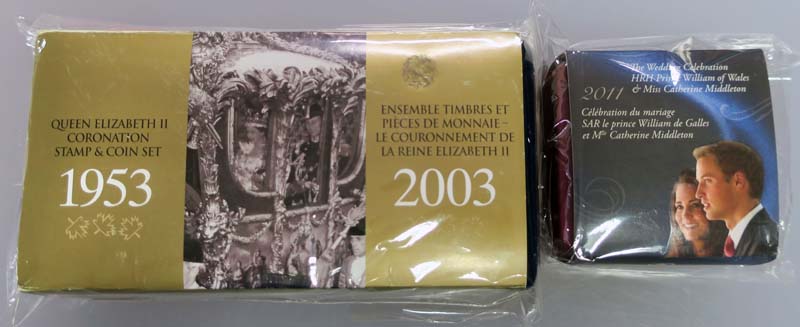 QUEEN ELIZABETH II
CORONATION
STAMP & COIN SET
1953
ENSEMBLE TIMBRES ET
PIÈCES DE MONNAIE –
LE COURONNEMENT DE
LA REINE ELIZABETH II
2003
2011
The Wedding Celebration
HRH Prince William of Wales
& Miss Catherine Middleton
Célébration du mariage
SAR le prince William de Galles
et Mlle Catherine Middleton